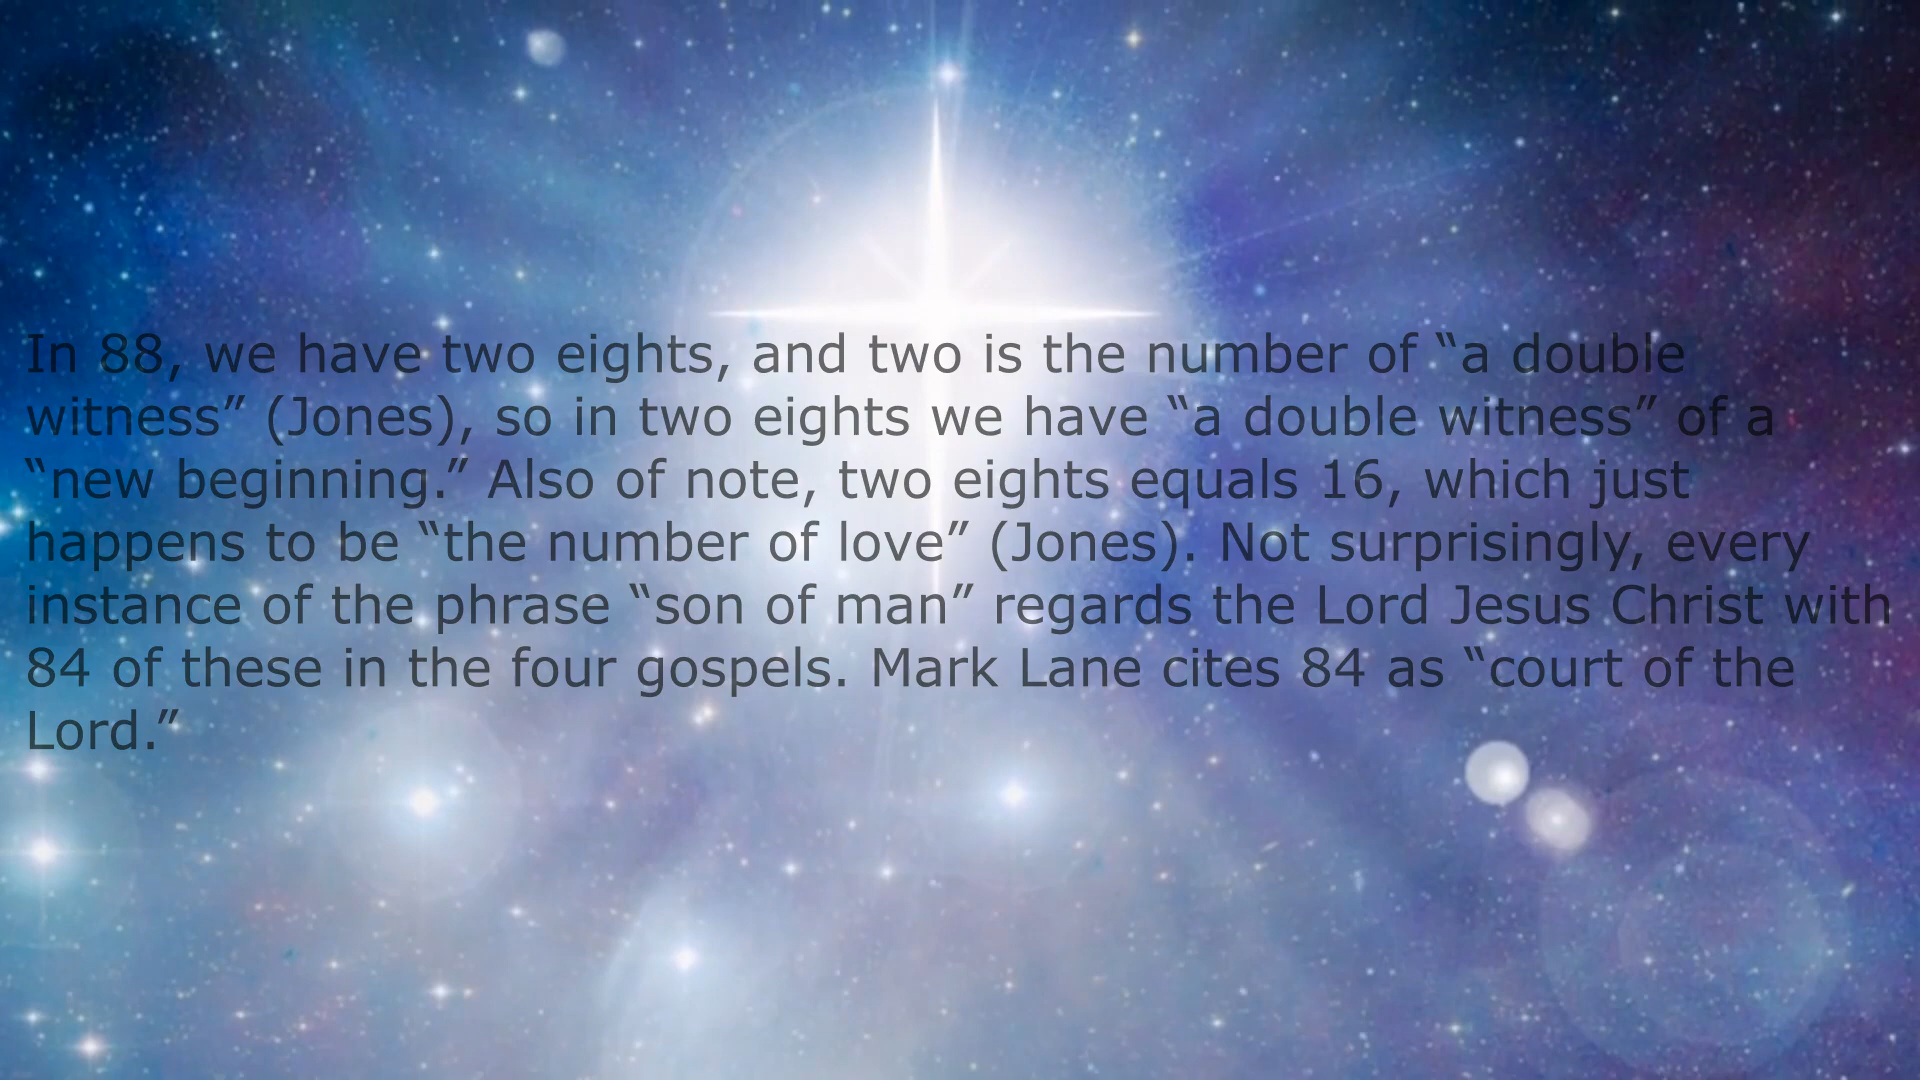 In 88, we have two eights, and two is the number of “a double
witness” (Jones), so in two eights we have “a double witness” of a
“new beginning.” Also of note, two eights equals 16, which just
happens to be “the number of love” (Jones). Not surprisingly, every
instance of the phrase “son of man” regards the Lord Jesus Christ with
84 of these in the four gospels. Mark Lane cites 84 as “court of the
Lord.”